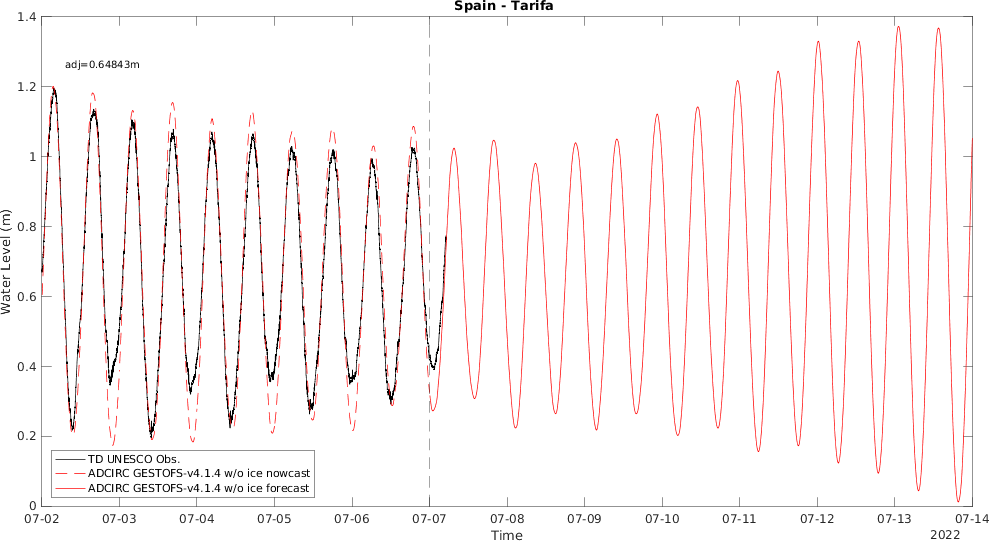 Spain - Tarifa
adj=0.64843m
Water Level (m)
1.4
1.2
1
0.8
0.6
0.4
0.2
0
TD UNESCO Obs.
ADCIRC GESTOFS-v4.1.4 w/o ice nowcast
ADCIRC GESTOFS-v4.1.4 w/o ice forecast
07-02 07-03 07-04 07-05 07-06 07-07 07-08 07-09 07-10 07-11 07-12 07-13 07-14
Time
2022